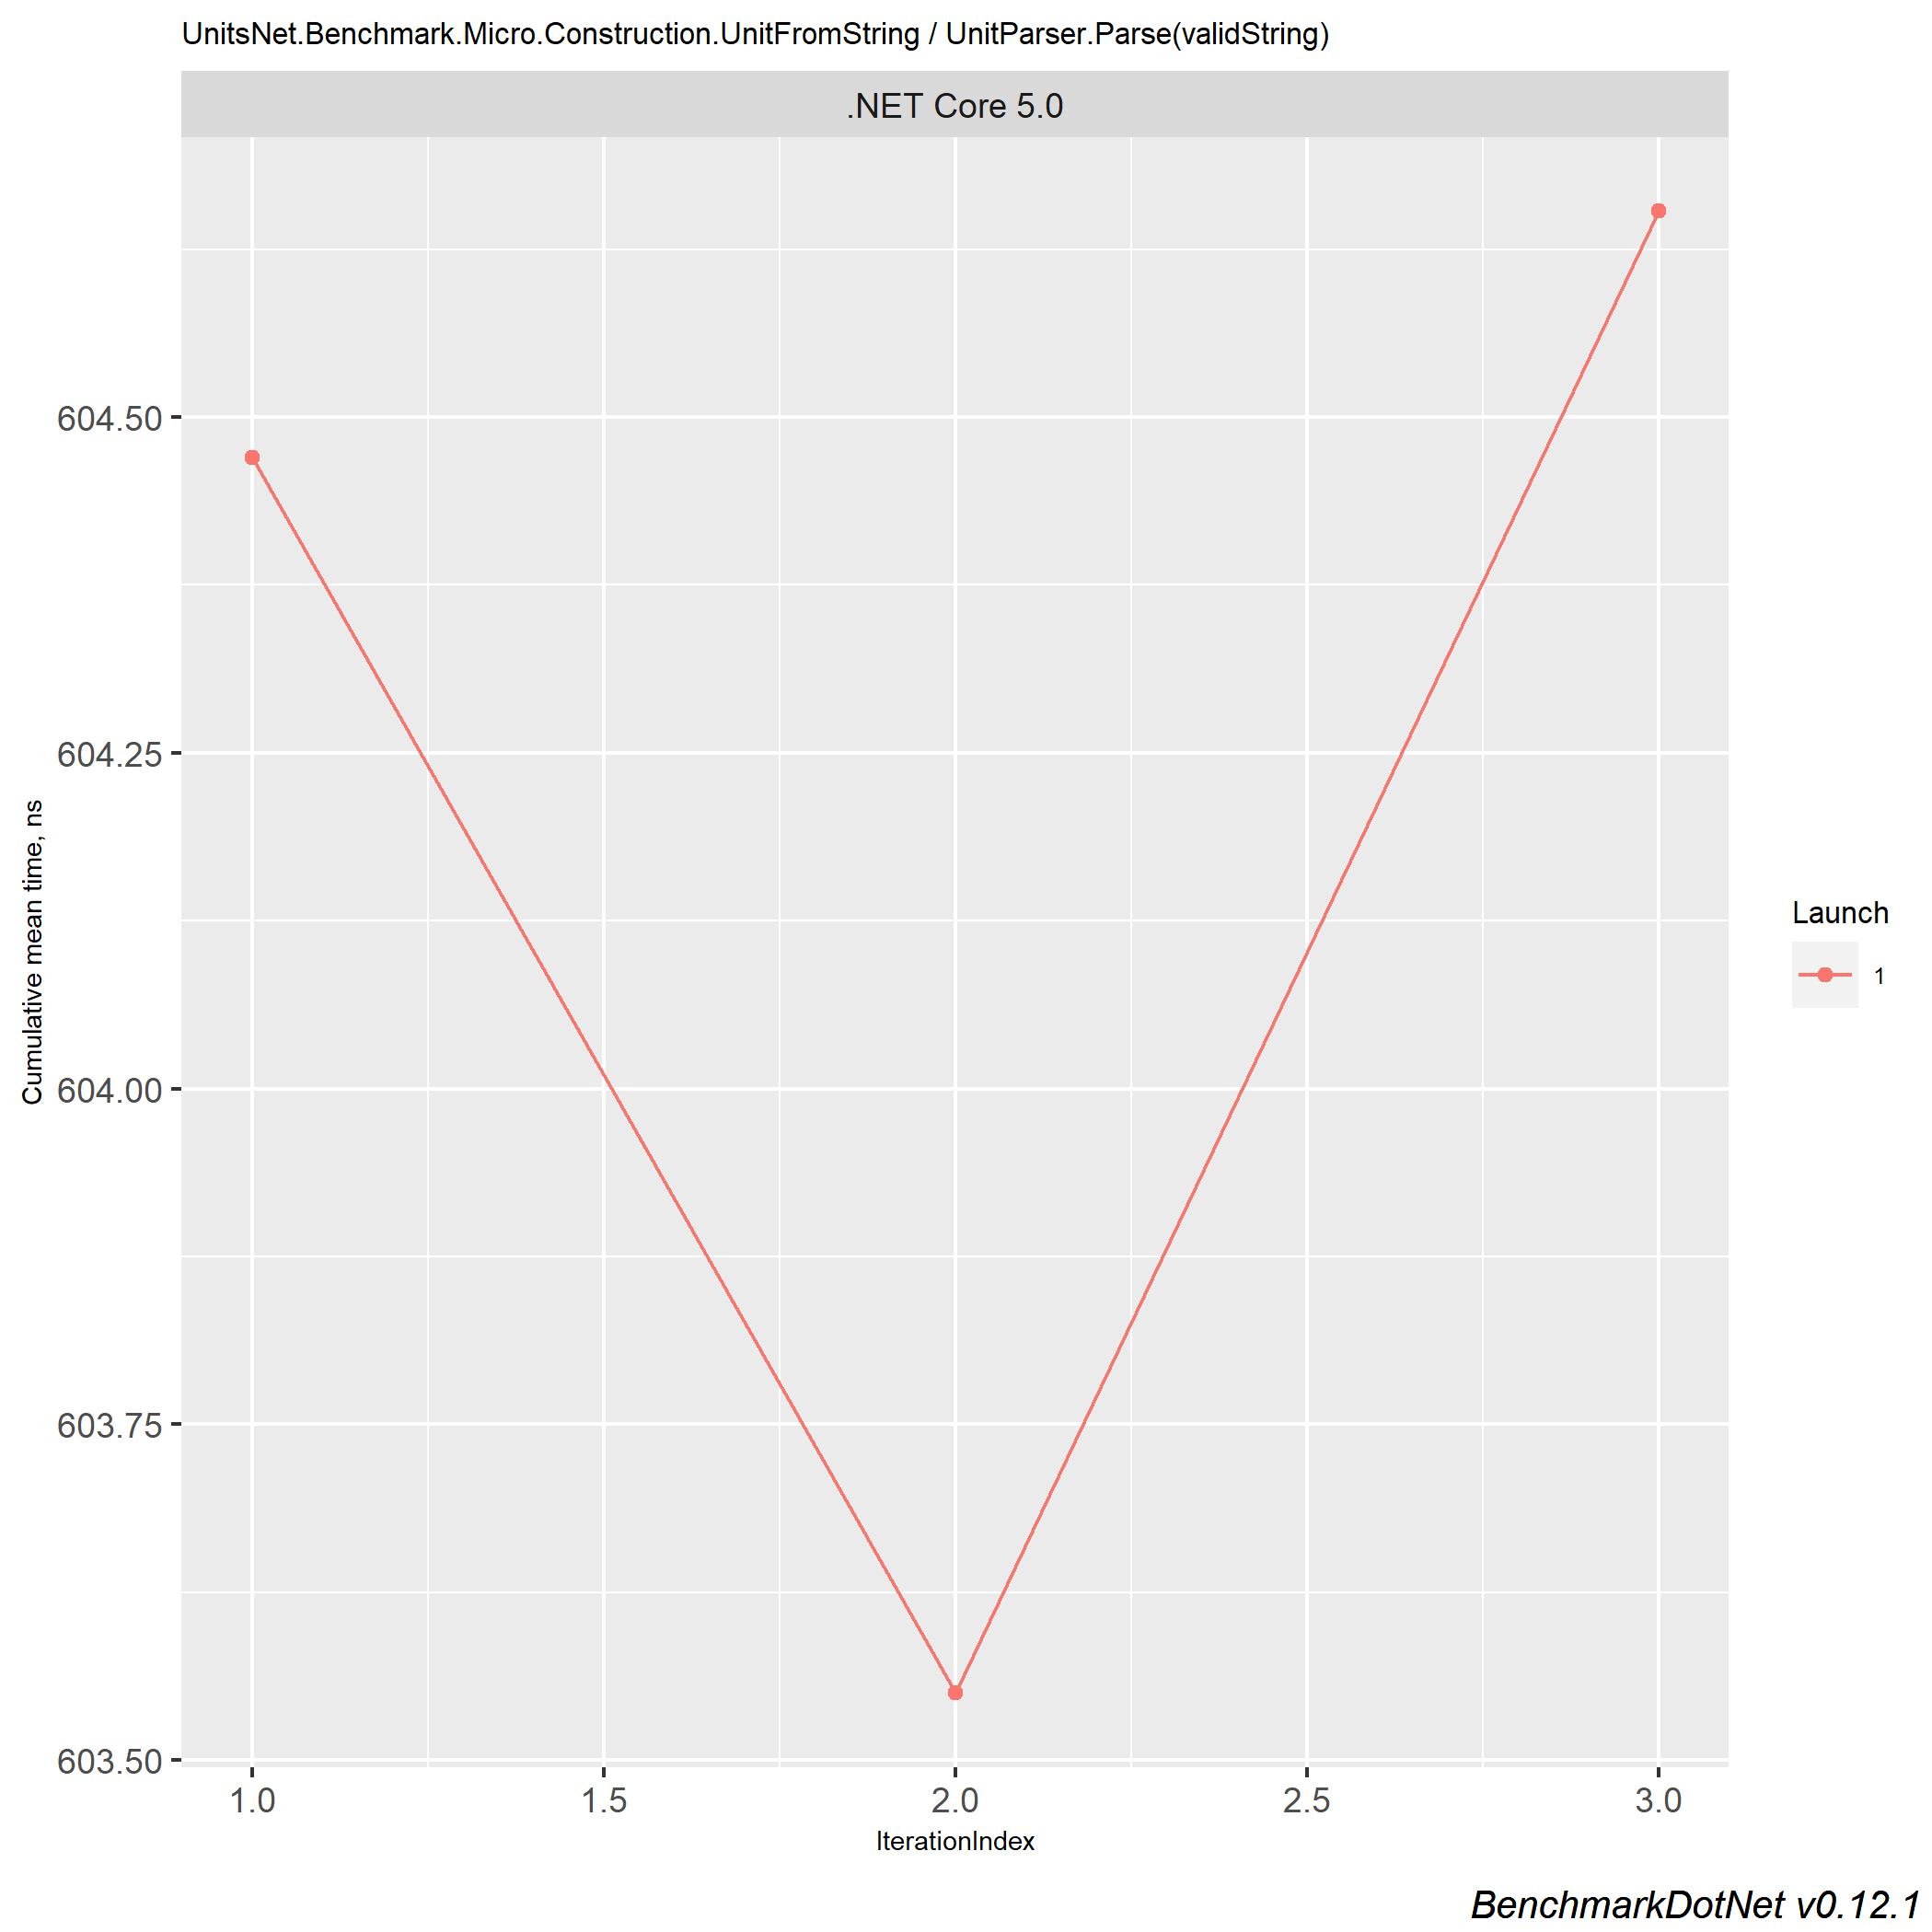 UnitsNet.Benchmark.Micro.Construction.UnitFromString / UnitParser.Parse(validString)
.NET Core 5.0
604.50
604.25
604.00
603.75
603.50
Cumulative mean time, ns
1.0 1.5 2.0 2.5 3.0
IterationIndex
Launch
1
BenchmarkDotNet v0.12.1